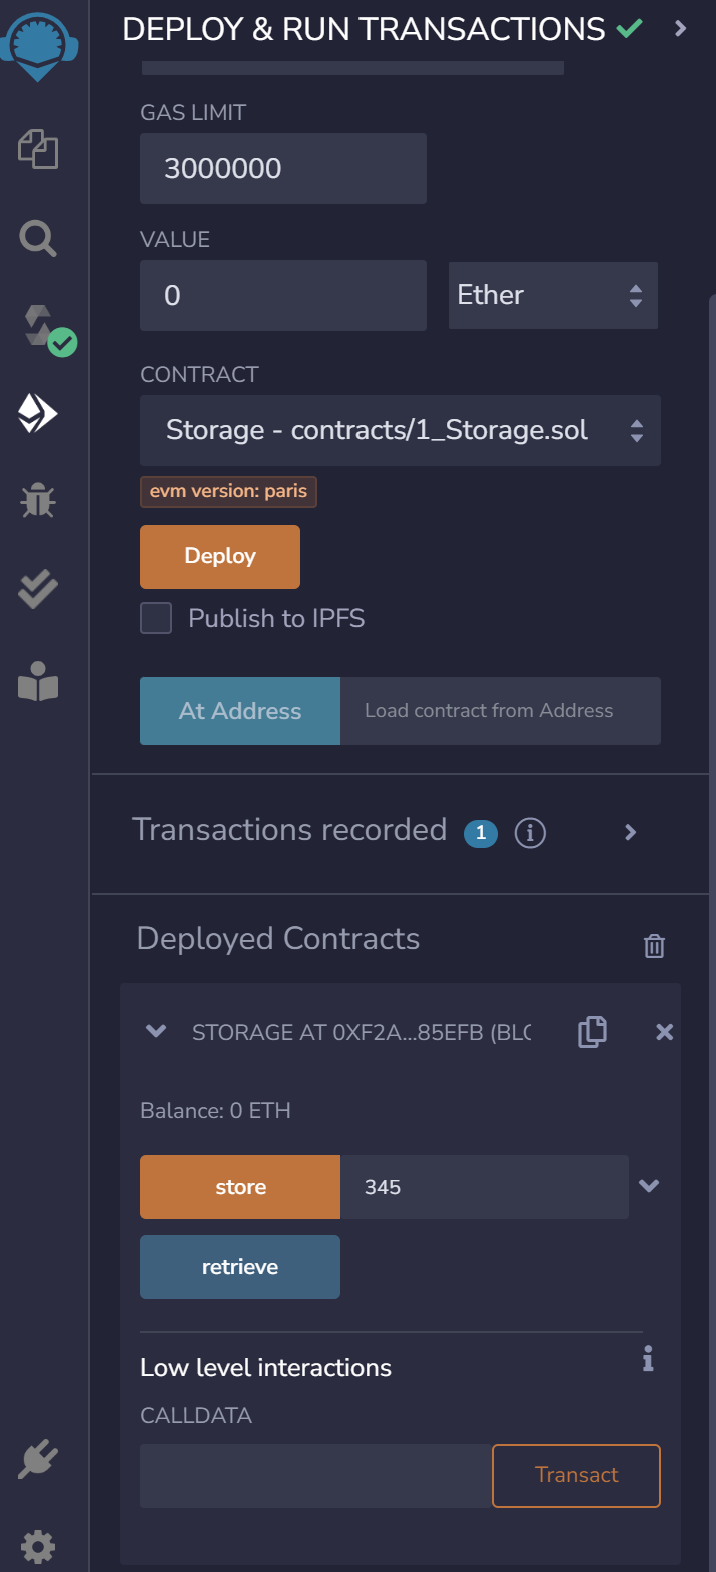 DEPLOY & RUN TRANSACTIONS
GAS LIMIT
3000000
VALUE
0 Ether
CONTRACT
Storage - contracts/1_Storage.sol
evm version: paris
Deploy
Publish to IPFS
At Address Load contract from Address
Transactions recorded 1
Deployed Contracts
STORAGE AT 0XF2A...85EFB (BLO
Balance: 0 ETH
store 345
retrieve
Low level interactions
CALLDATA
Transact